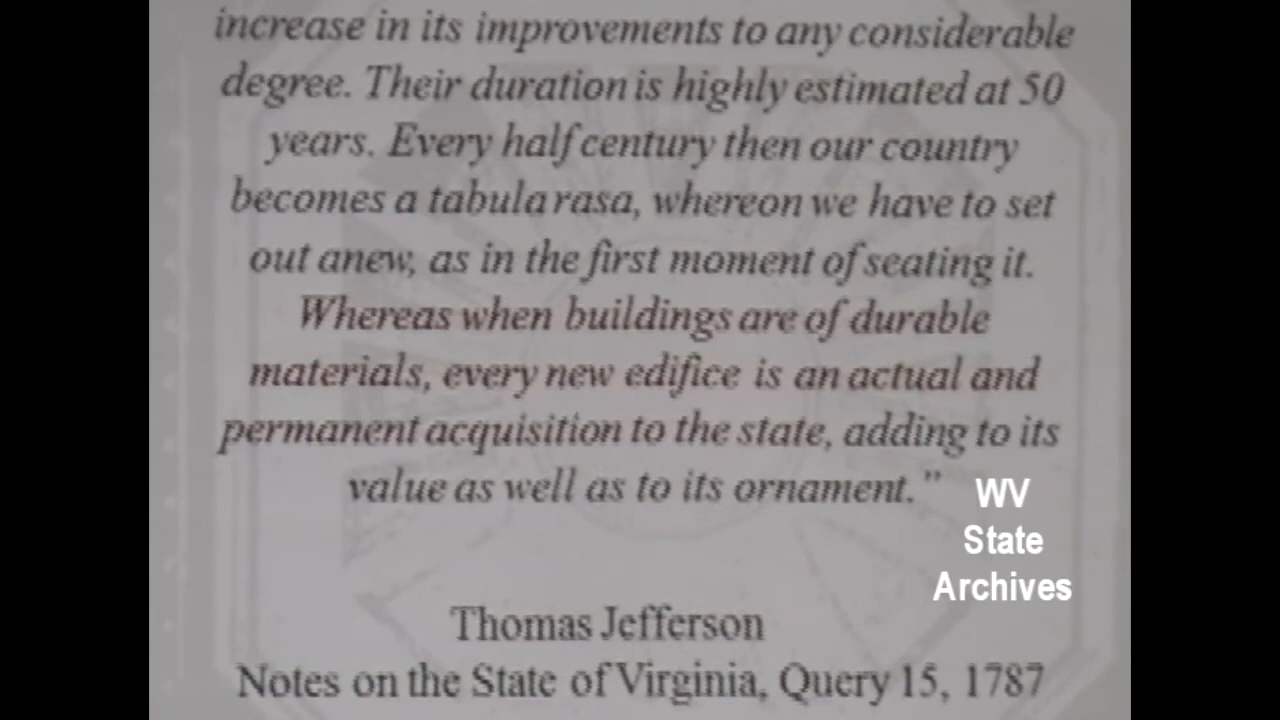 increase in its improvements to any considerable
degree. Their duration is highly estimated at 50
years. Every half century then our country
becomes a tabula rasa, whereon we have to set
out anew, as in the first moment of seating it.
Whereas when buildings are of durable
materials, every new edifice is an actual and
permanent acquisition to the state, adding to its
value as well as to its ornament."
WV
State
Archives
Thomas Jefferson
Notes on the State of Virginia, Query 15, 1787